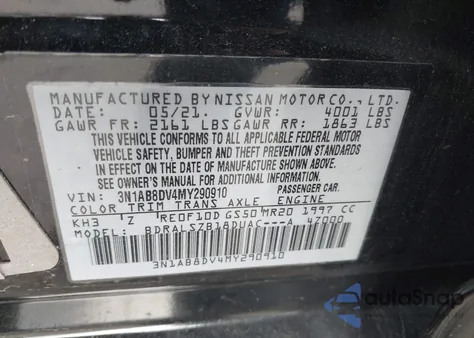 MANUFACTURED BY NISSAN MOTOR CO., LTD.
DATE: 05/21. GVWR: 4001 LBS
GAWR FR: 2161 LBS GAWR RR: 1863 LBS
THIS VEHICLE CONFORMS TO ALL APPLICABLE FEDERAL MOTOR
VEHICLE SAFETY, BUMPER AND THEFT PREVENTION STANDARDS
IN EFFECT ON THE DATE OF MANUFACTURE SHOWN ABOVE.
SEE OWNER'S MANUAL FOR ADDITIONAL INFORMATION.
VIN: 3N1AB8DV4MY290910 PASSENGER CAR
COLOR TRIM TRANS AXLE ENGINE
KH3 'Z RE0F10D GS50 MR20 1997 CC
BDRALSZB18DUAC---A 47000
3N1AB8DV4MY290910
autoSnap